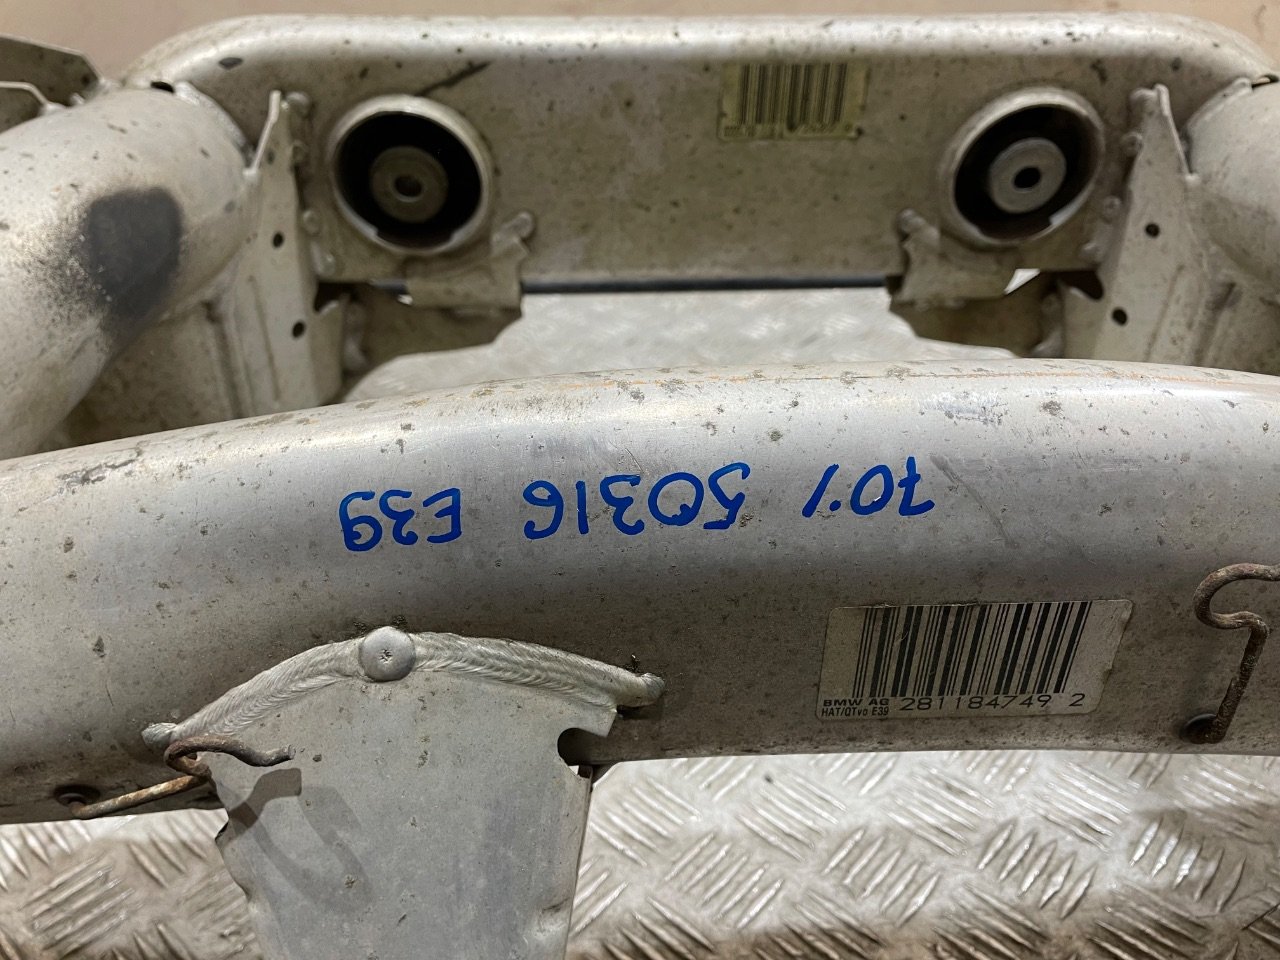 70% 50316 E39
BMW AG
HAT/QTvo E39
281184749 2